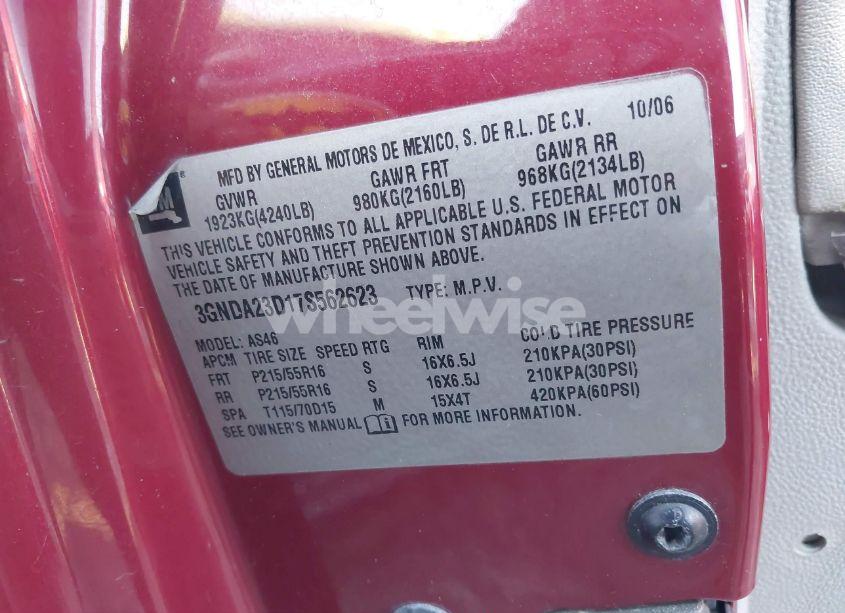 10/06
MFD BY GENERAL MOTORS DE MEXICO, S. DE R.L. DE C.V.
GVWR GAWR FRT GAWR RR
1923KG(4240LB) 980KG(2160LB) 968KG(2134LB)
GM
THIS VEHICLE CONFORMS TO ALL APPLICABLE U.S. FEDERAL MOTOR
VEHICLE SAFETY AND THEFT PREVENTION STANDARDS IN EFFECT ON
THE DATE OF MANUFACTURE SHOWN ABOVE.
3GNDA23D17S562623 TYPE: M.P.V.
wheelwise
MODEL: AS46
APCM TIRE SIZE SPEED RTG RIM COLD TIRE PRESSURE
FRT P215/55R16 S 16X6.5J 210KPA(30PSI)
RR P215/55R16 S 16X6.5J 210KPA(30PSI)
SPA T115/70D15 M 15X4T 420KPA(60PSI)
SEE OWNER'S MANUAL FOR MORE INFORMATION.